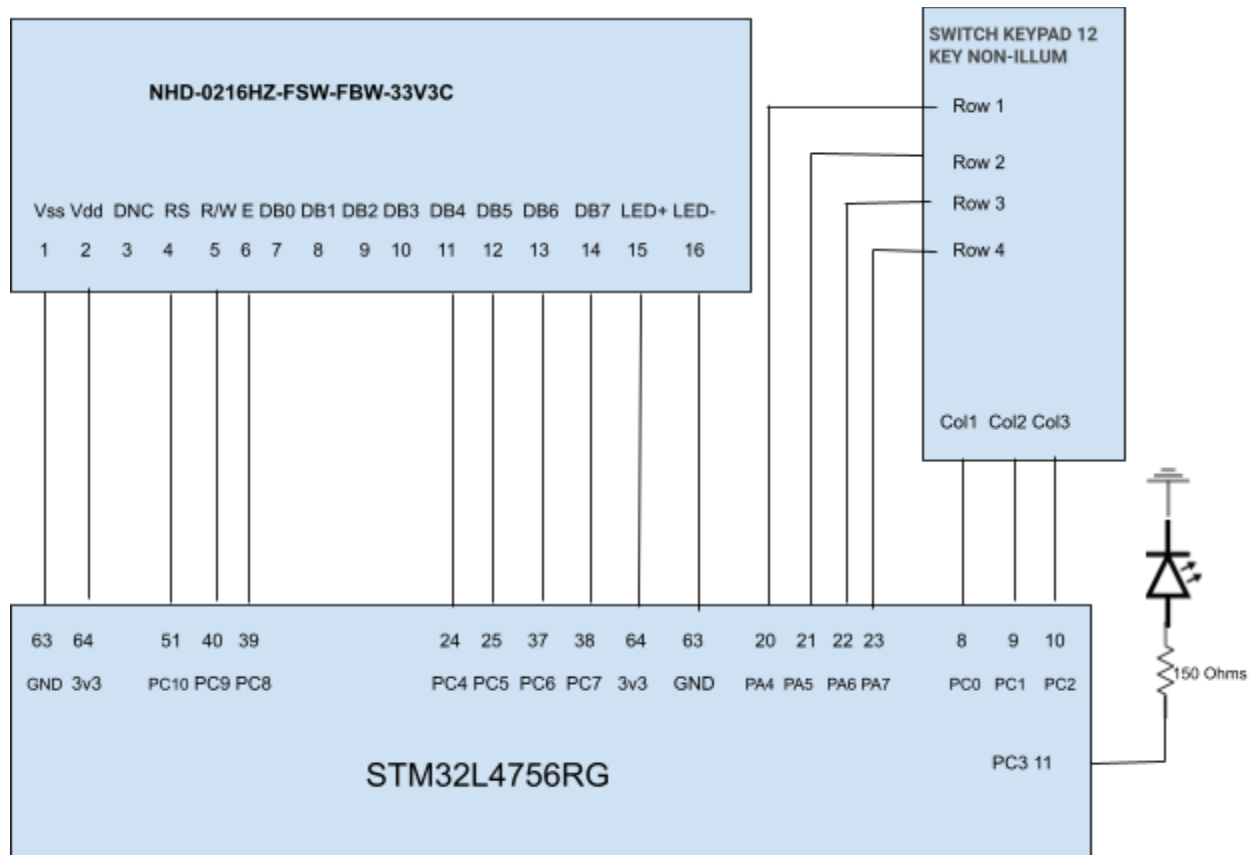 NHD-0216HZ-FSW-FBW-33V3C
Vss Vdd DNC RS R/W E DB0 DB1 DB2 DB3 DB4 DB5 DB6 DB7 LED+ LED-
1 2 3 4 5 6 7 8 9 10 11 12 13 14 15 16
SWITCH KEYPAD 12
KEY NON-ILLUM
Row 1
Row 2
Row 3
Row 4
Col1 Col2 Col3
150 Ohms
63 64 51 40 39 24 25 37 38 64 63 20 21 22 23 8 9 10
GND 3v3 PC10 PC9 PC8 PC4 PC5 PC6 PC7 3v3 GND PA4 PA5 PA6 PA7 PC0 PC1 PC2
PC3 11
STM32L4756RG